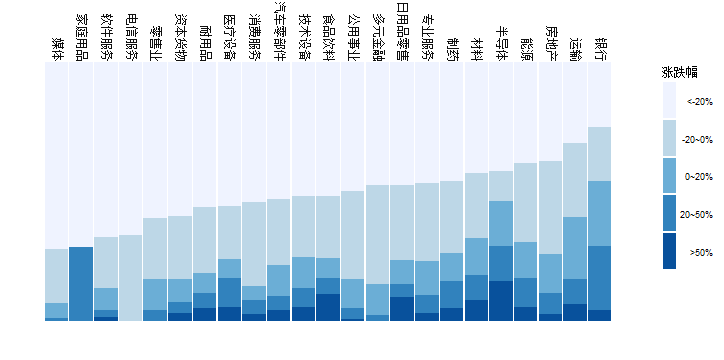 媒体
家庭用品
软件服务
电信服务
零售业
资本货物
耐用品
医疗设备
消费服务
汽车零部件
技术设备
食品饮料
公用事业
多元金融
日用品零售
专业服务
制药
材料
半导体
能源
房地产
运输
银行
涨跌幅
<-20%
-20~0%
0~20%
20~50%
>50%